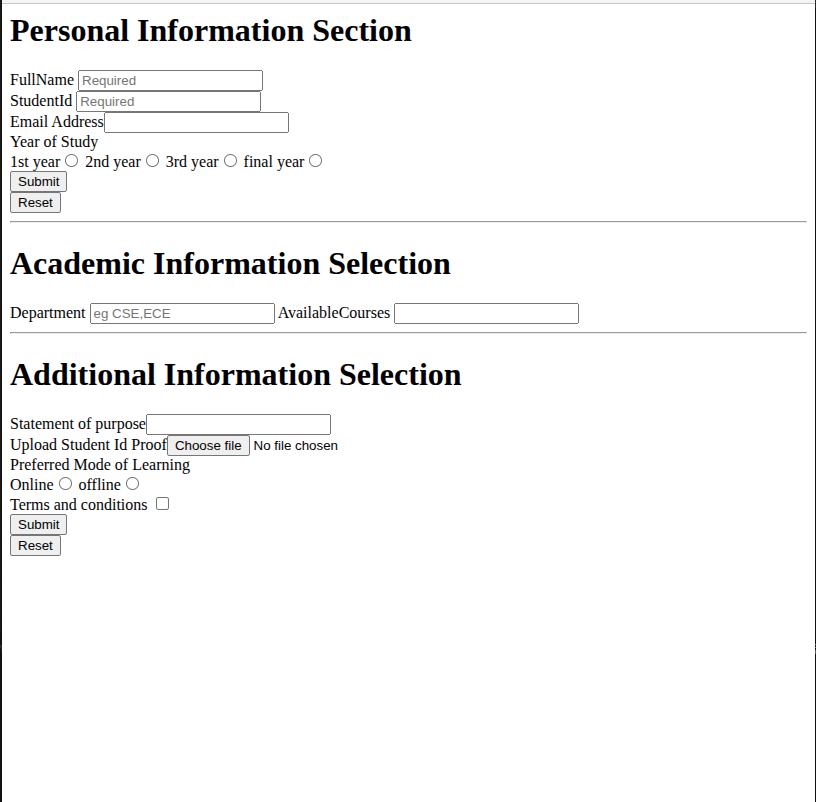 Personal Information Section
FullName Required
StudentId Required
Email Address
Year of Study
1st year 2nd year 3rd year final year
Submit
Reset
Academic Information Selection
Department eg CSE,ECE AvailableCourses
Additional Information Selection
Statement of purpose
Upload Student Id Proof Choose file No file chosen
Preferred Mode of Learning
Online offline
Terms and conditions
Submit
Reset